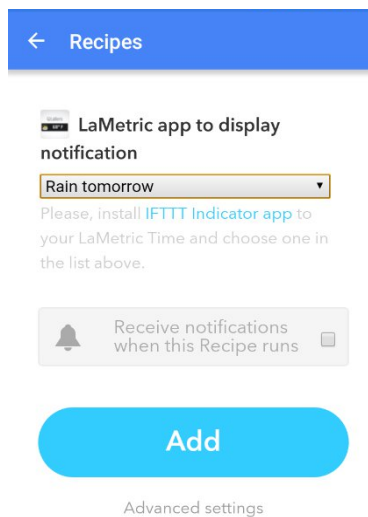 Recipes
LaMetric app to display
notification
Rain tomorrow
Please, install IFTTT Indicator app to
your LaMetric Time and choose one in
the list above.
Receive notifications
when this Recipe runs
Add
Advanced settings